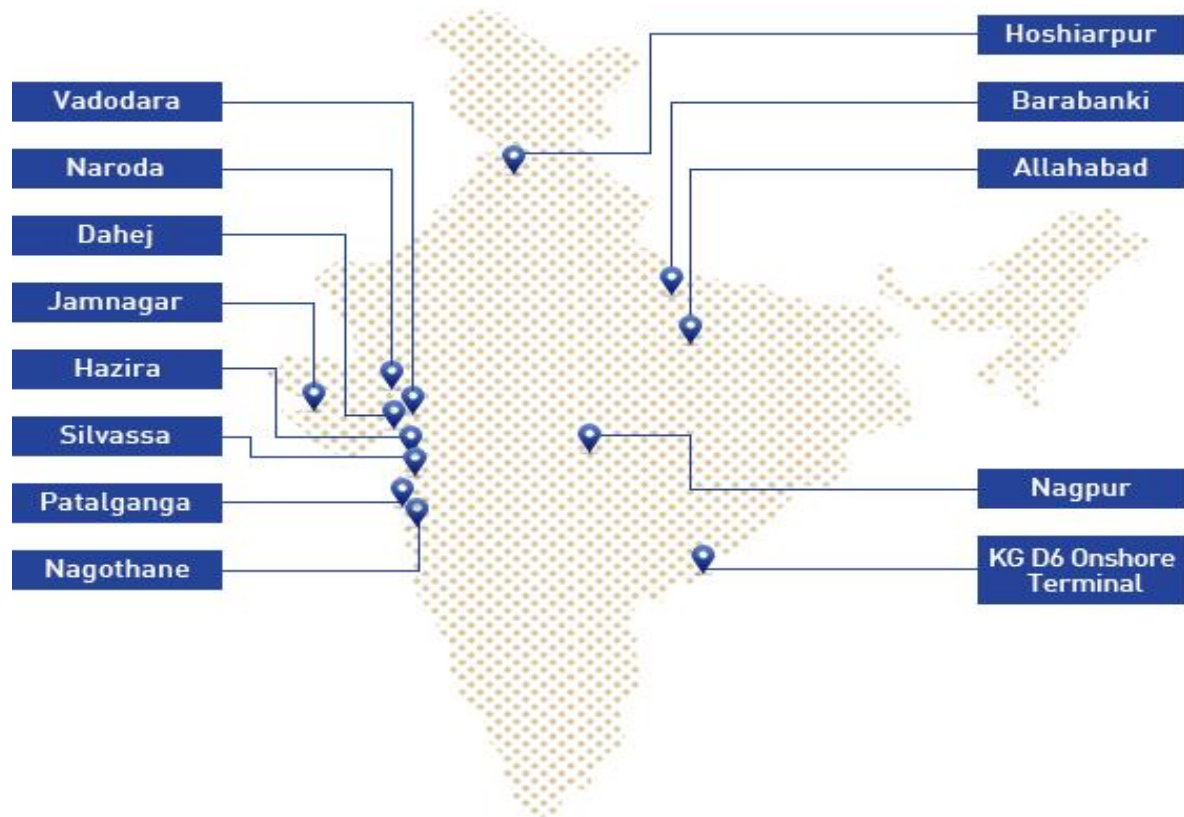 Vadodara
Naroda
Dahej
Jamnagar
Hazira
Silvassa
Patalganga
Nagothane
Hoshiarpur
Barabanki
Allahabad
Nagpur
KG D6 Onshore
Terminal